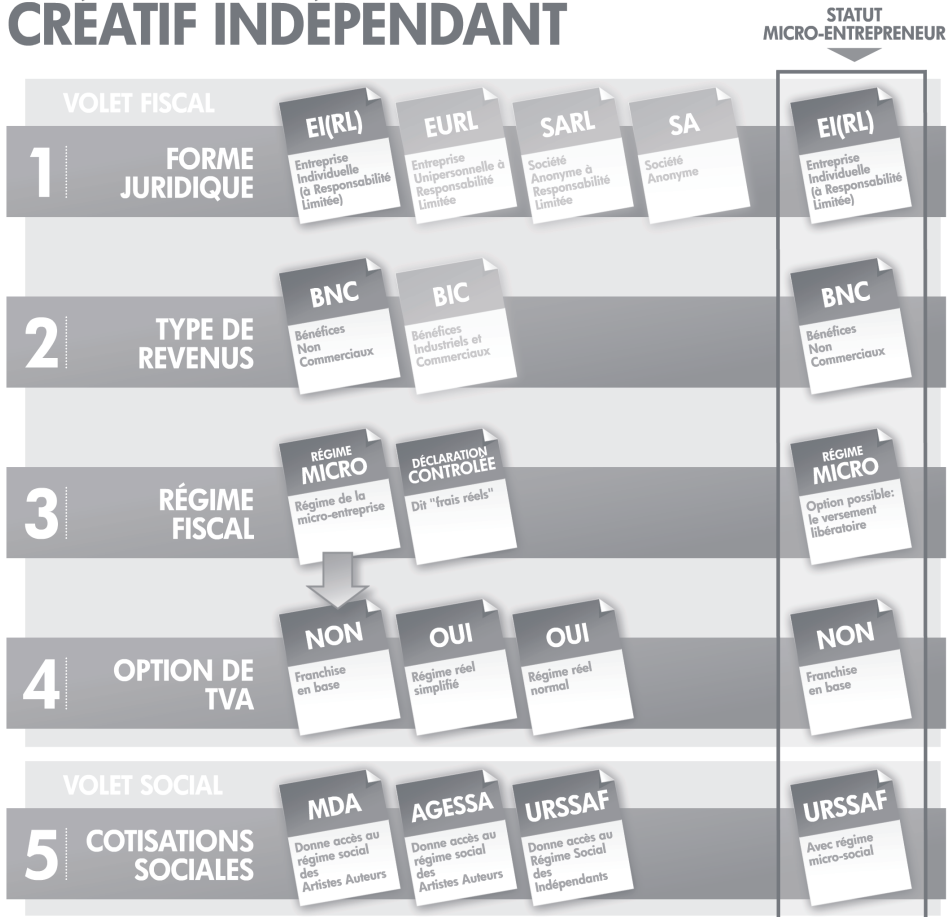 CRÉATIF INDÉPENDANT
STATUT
MICRO-ENTREPRENEUR
VOLET FISCAL
1
FORME
JURIDIQUE
EI(RL)
Entreprise
Individuelle
(à Responsabilité
Limitée)
EURL
Entreprise
Unipersonnelle à
Responsabilité
Limitée
SARL
Société
Anonyme à
Responsabilité
Limitée
SA
Société
Anonyme
EI(RL)
Entreprise
Individuelle
(à Responsabilité
Limitée)
2
TYPE DE
REVENUS
BNC
Bénéfices
Non
Commerciaux
BIC
Bénéfices
Industriels et
Commerciaux
BNC
Bénéfices
Non
Commerciaux
3
RÉGIME
FISCAL
RÉGIME
MICRO
Régime de la
micro-entreprise
DÉCLARATION
CONTROLÉE
Dit "frais réels"
RÉGIME
MICRO
Option possible:
le versement
libératoire
4
OPTION DE
TVA
NON
Franchise
en base
OUI
Régime réel
simplifié
OUI
Régime réel
normal
NON
Franchise
en base
VOLET SOCIAL
5
COTISATIONS
SOCIALES
MDA
Donne accès au
régime social
des
Artistes Auteurs
AGESSA
Donne accès au
régime social
des
Artistes Auteurs
URSSAF
Donne accès au
Régime Social
des
Indépendants
URSSAF
Avec régime
micro-social